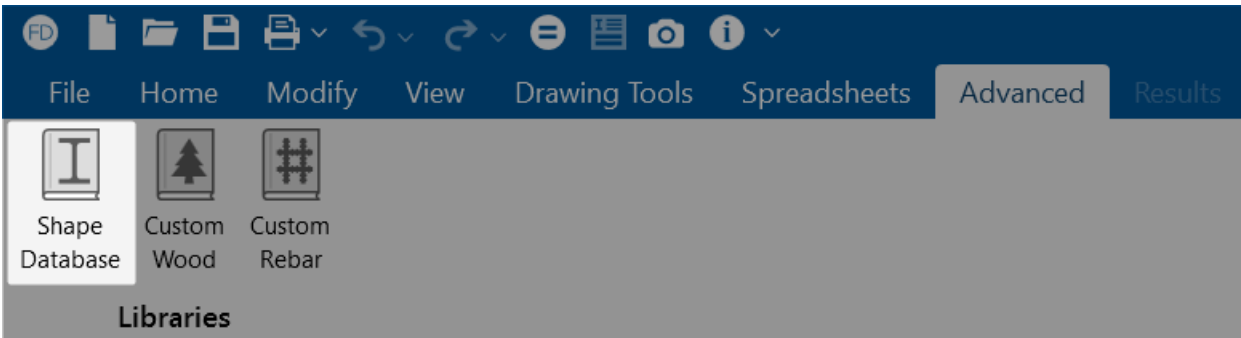 FD
File Home Modify View Drawing Tools Spreadsheets Advanced Results
Shape Custom Custom
Database Wood Rebar
Libraries